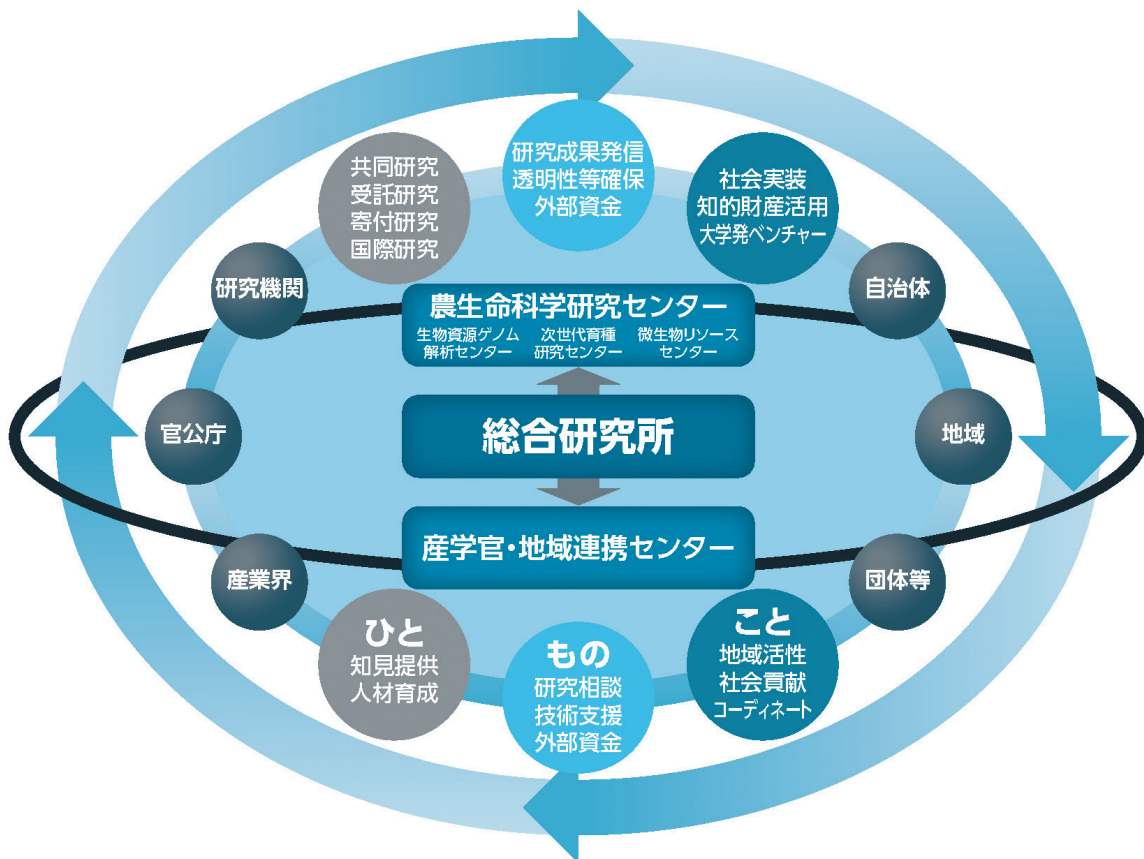 研究成果発信
透明性等確保
外部資金
共同研究
受託研究
寄付研究
国際研究
社会実装
知的財産活用
大学発ベンチャー
研究機関
自治体
農生命科学研究センター
生物資源ゲノム
解析センター
次世代育種
研究センター
微生物リソース
センター
官公庁
総合研究所
地域
産学官・地域連携センター
産業界
団体等
ひと
知見提供
人材育成
もの
研究相談
技術支援
外部資金
こと
地域活性
社会貢献
コーディネート